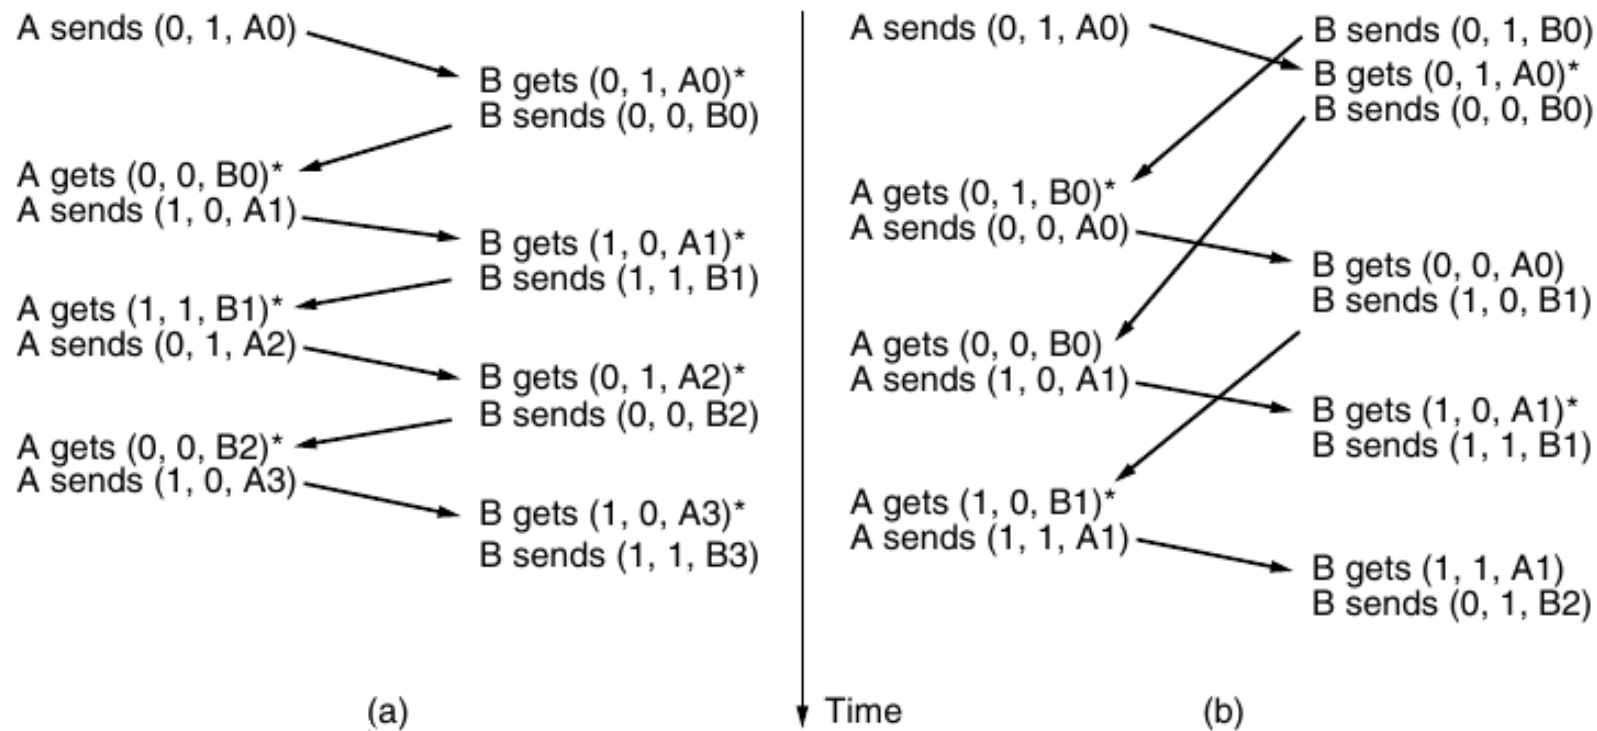 A sends (0, 1, A0)
B gets (0, 1, A0)*
B sends (0, 0, B0)
A gets (0, 0, B0)*
A sends (1, 0, A1)
B gets (1, 0, A1)*
B sends (1, 1, B1)
A gets (1, 1, B1)*
A sends (0, 1, A2)
B gets (0, 1, A2)*
B sends (0, 0, B2)
A gets (0, 0, B2)*
A sends (1, 0, A3)
B gets (1, 0, A3)*
B sends (1, 1, B3)
(a)
Time
A sends (0, 1, A0)
B sends (0, 1, B0)
B gets (0, 1, A0)*
B sends (0, 0, B0)
A gets (0, 1, B0)*
A sends (0, 0, A0)
B gets (0, 0, A0)
B sends (1, 0, B1)
A gets (0, 0, B0)
A sends (1, 0, A1)
B gets (1, 0, A1)*
B sends (1, 1, B1)
A gets (1, 0, B1)*
A sends (1, 1, A1)
B gets (1, 1, A1)
B sends (0, 1, B2)
(b)